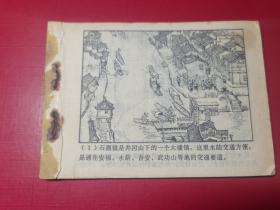 （1）石源镇是井冈山下的一个大墟镇，这里水陆交通方便，
是通往安福、永新、吉安、武功山等地的交通要道。